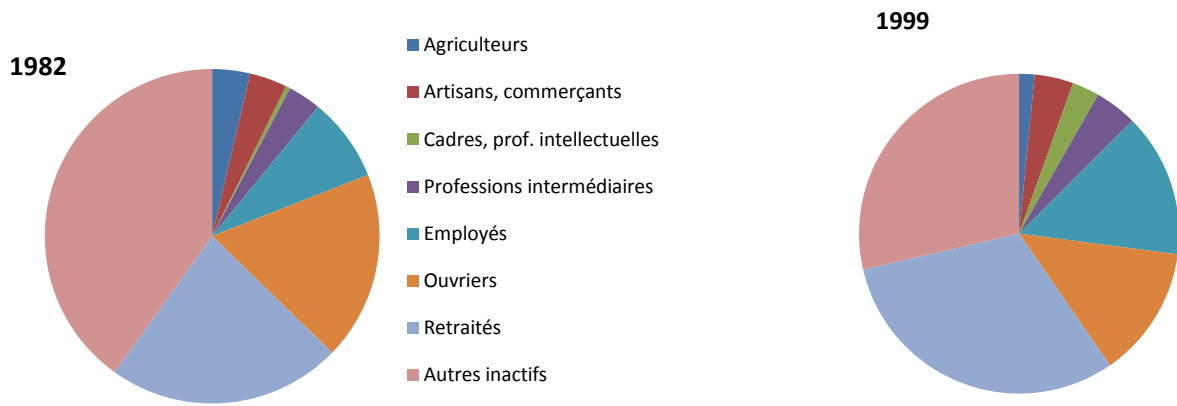 1982
Agriculteurs
Artisans, commerçants
Cadres, prof. intellectuelles
Professions intermédiaires
Employés
Ouvriers
Retraités
Autres inactifs
1999